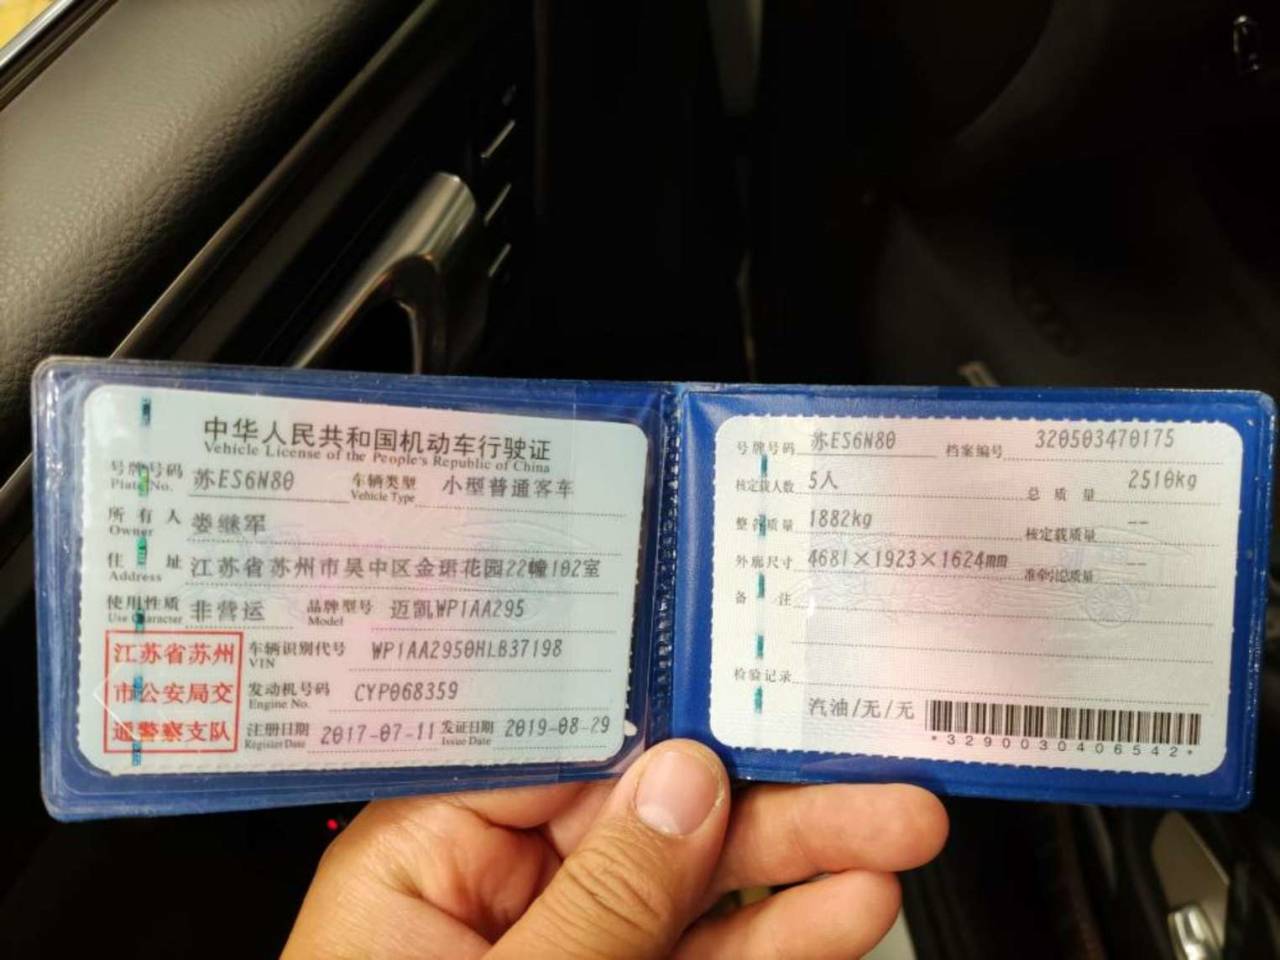 中华人民共和国机动车行驶证
Vehicle License of the People's Republic of China
号牌号码 苏ES6N80 车辆类型 小型普通客车
Plate No. Vehicle Type
所有人 娄继军
Owner
住址 江苏省苏州市吴中区金珺花园22幢102室
Address
使用性质 非营运 品牌型号 迈凯WP1AA295
Use Character Model
江苏省苏州
市公安局交
通警察支队
车辆识别代号 WP1AA2950HLB37198
VIN
发动机号码 CYP068359
Engine No.
注册日期 2017-07-11 发证日期 2019-08-29
Register Date Issue Date
号牌号码 苏ES6N80 档案编号 320503470175
核定载人数 5人 总质量 2510kg
整备质量 1882kg 核定载质量 --
外廓尺寸 4681×1923×1624mm 准牵引总质量 --
备注
检验记录
汽油/无/无
*3290030406542*